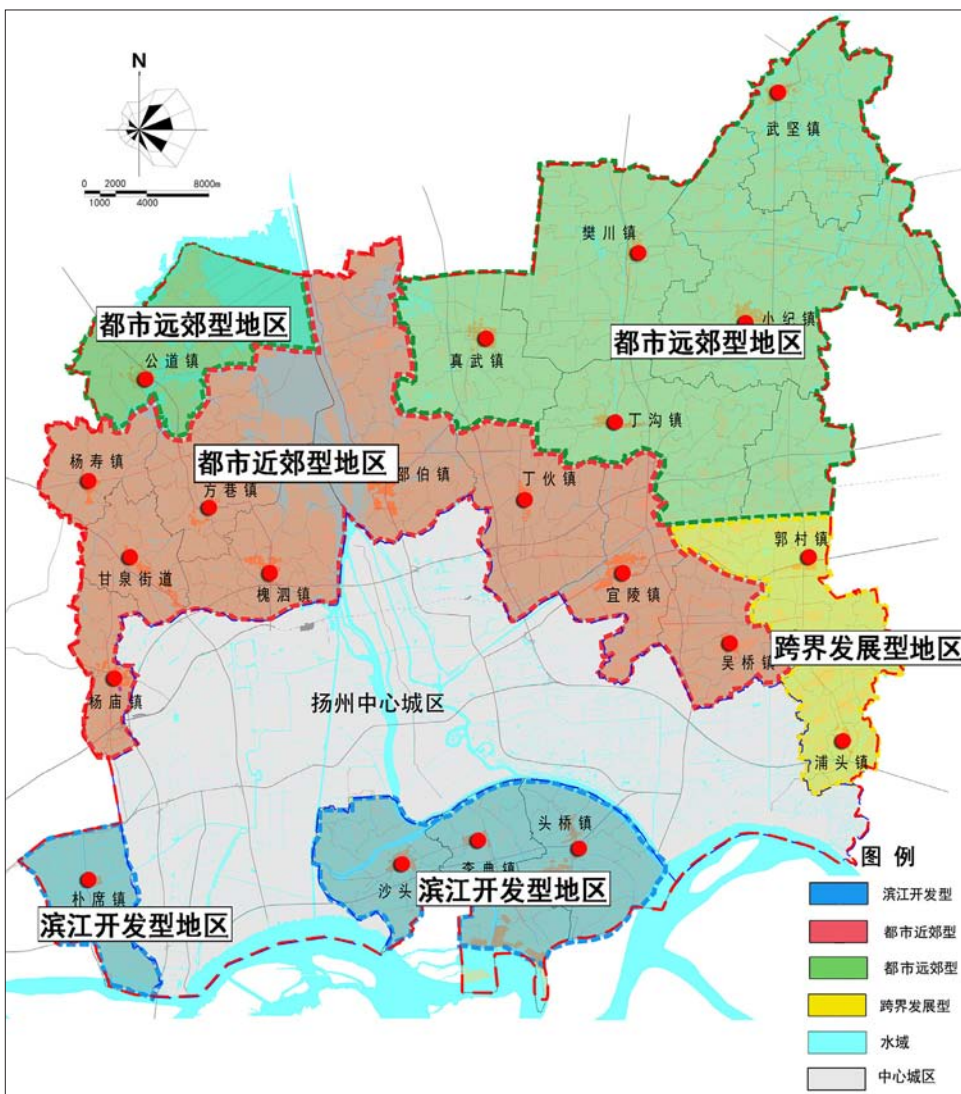 N
0 2000 8000m
1000 4000
武坚镇
樊川镇
小纪镇
都市远郊型地区
都市远郊型地区
公道镇
真武镇
丁沟镇
杨寿镇
都市近郊型地区
方巷镇
邵伯镇
丁伙镇
郭村镇
甘泉街道
槐泗镇
宜陵镇
吴桥镇
跨界发展型地区
杨庙镇
扬州中心城区
浦头镇
头桥镇
李典镇
沙头
滨江开发型地区
朴席镇
滨江开发型地区
图 例
滨江开发型
都市近郊型
都市远郊型
跨界发展型
水域
中心城区